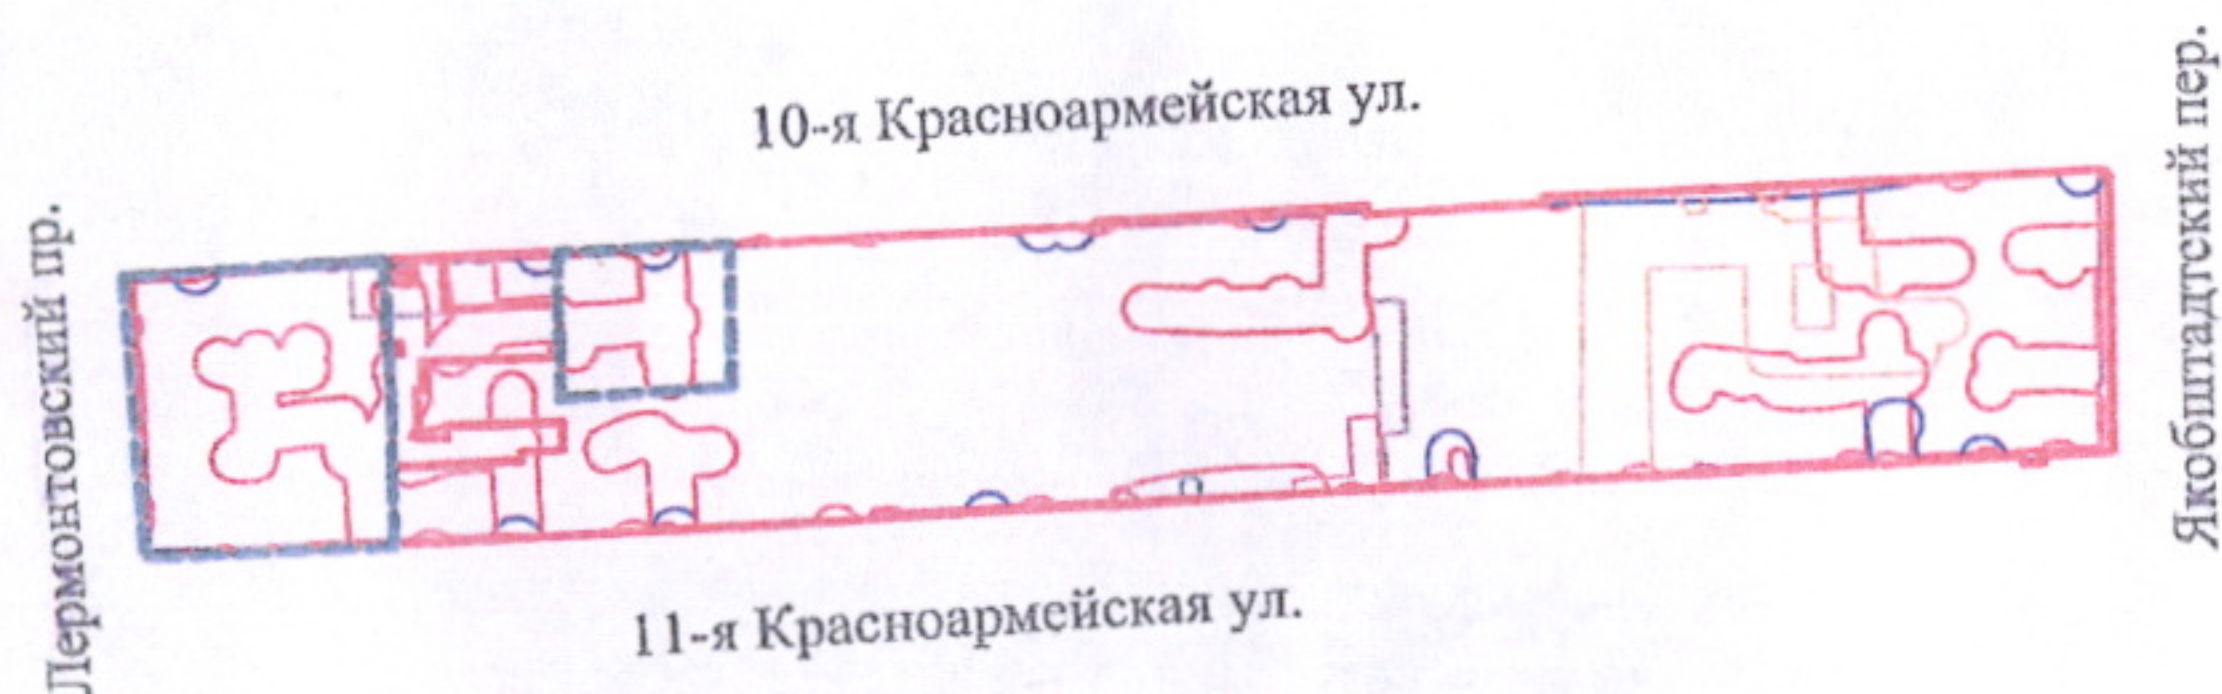 10-я Красноармейская ул.
Лермонтовский пр.
Якобштадтский пер.
11-я Красноармейская ул.